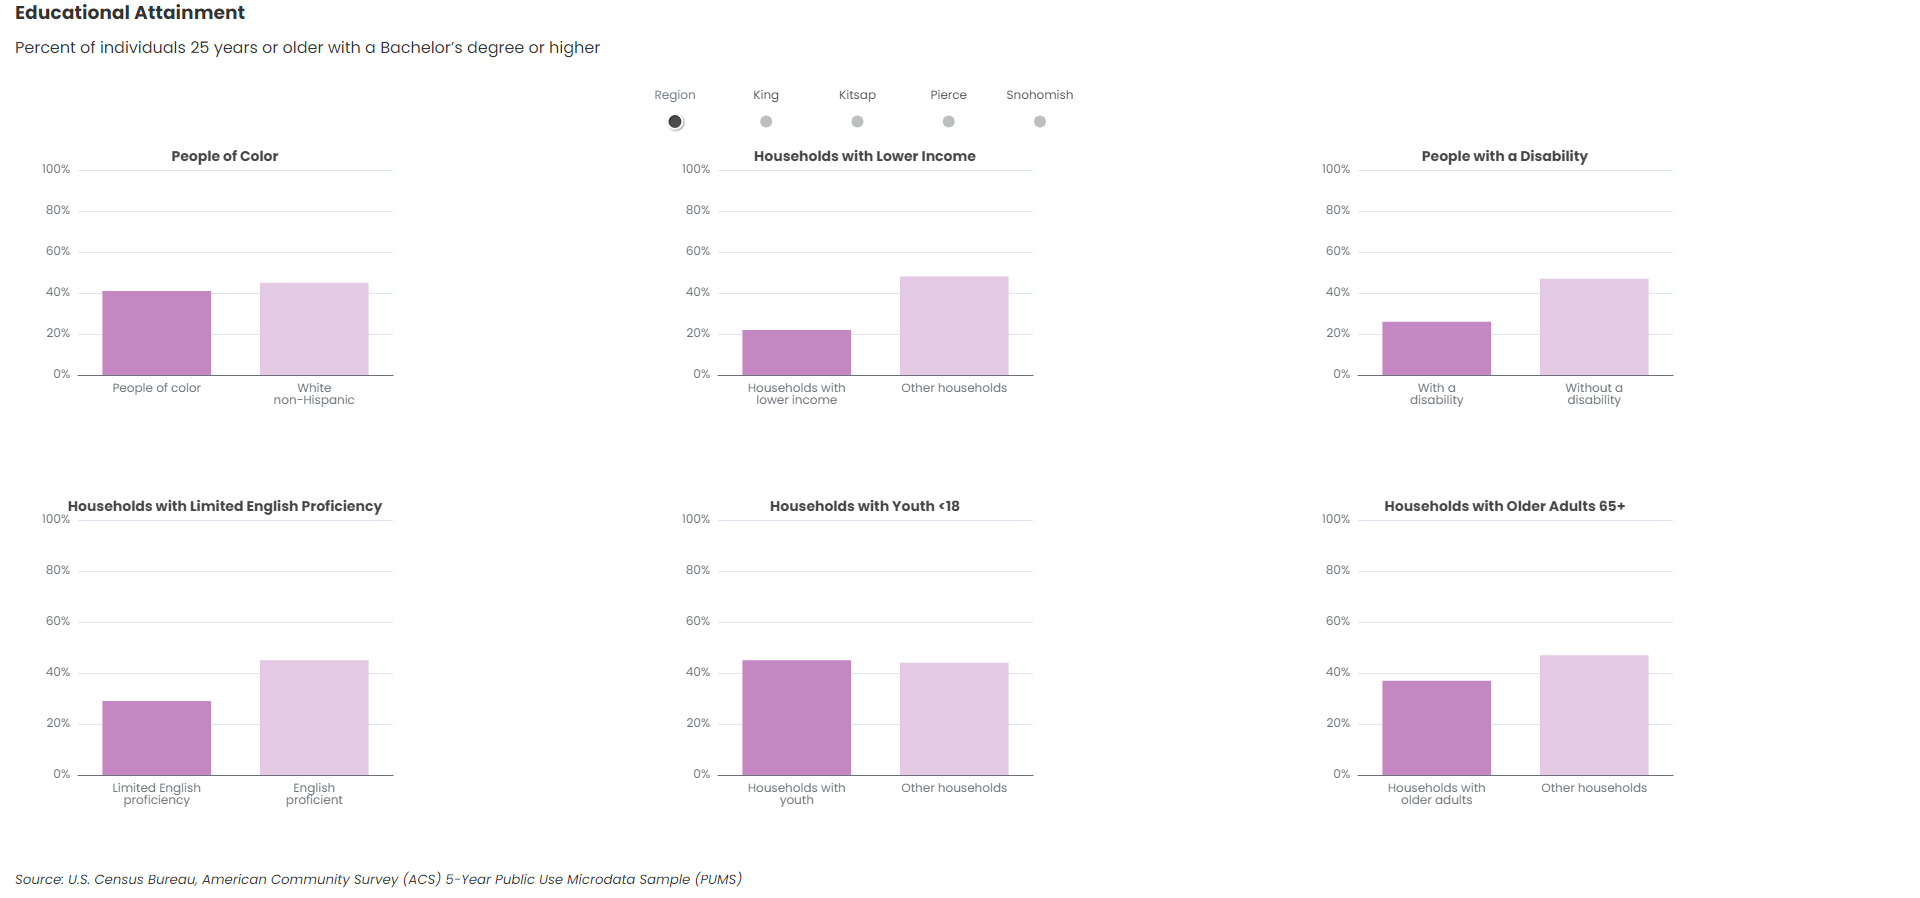 Educational Attainment
Percent of individuals 25 years or older with a Bachelor’s degree or higher
Region
King
Kitsap
Pierce
Snohomish
People of Color
100%
80%
60%
40%
20%
0%
People of color
White
non-Hispanic
Households with Lower Income
100%
80%
60%
40%
20%
0%
Households with
lower income
Other households
People with a Disability
100%
80%
60%
40%
20%
0%
With a
disability
Without a
disability
Households with Limited English Proficiency
100%
80%
60%
40%
20%
0%
Limited English
proficiency
English
proficient
Households with Youth <18
100%
80%
60%
40%
20%
0%
Households with
youth
Other households
Households with Older Adults 65+
100%
80%
60%
40%
20%
0%
Households with
older adults
Other households
Source: U.S. Census Bureau, American Community Survey (ACS) 5-Year Public Use Microdata Sample (PUMS)